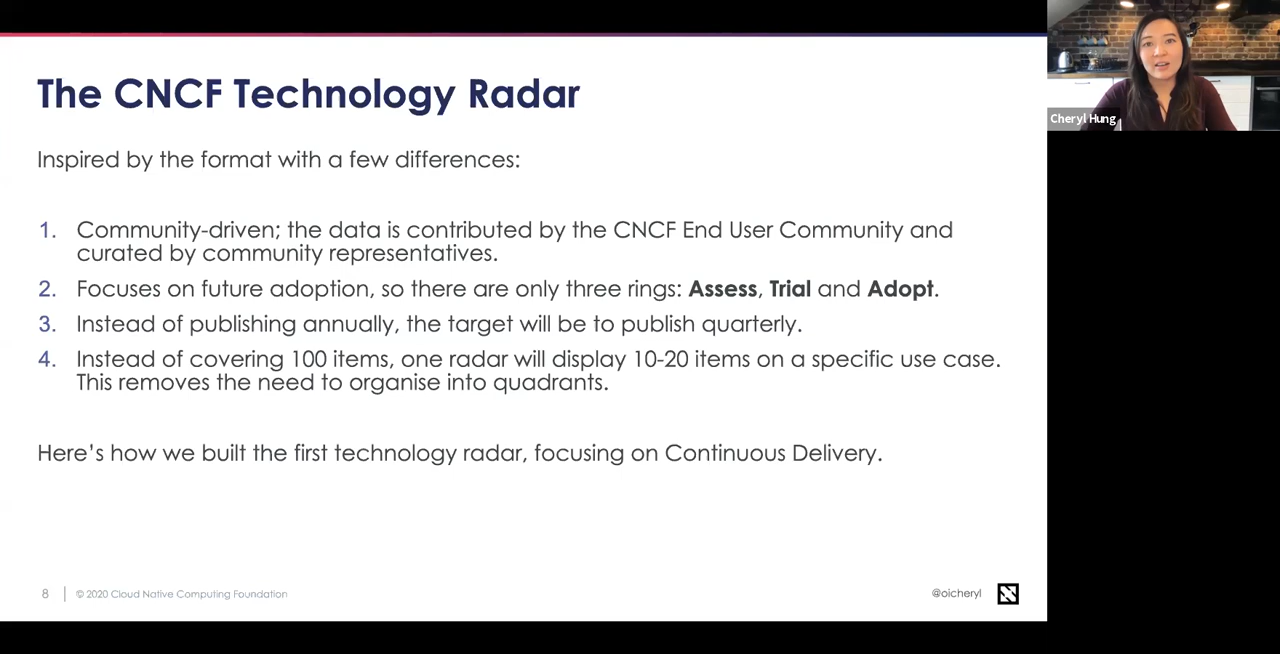 The CNCF Technology Radar
Cheryl Hung
Inspired by the format with a few differences:
1. Community-driven; the data is contributed by the CNCF End User Community and
curated by community representatives.
2. Focuses on future adoption, so there are only three rings: Assess, Trial and Adopt.
3. Instead of publishing annually, the target will be to publish quarterly.
4. Instead of covering 100 items, one radar will display 10-20 items on a specific use case.
This removes the need to organise into quadrants.
Here’s how we built the first technology radar, focusing on Continuous Delivery.
8 © 2020 Cloud Native Computing Foundation
@oicheryl